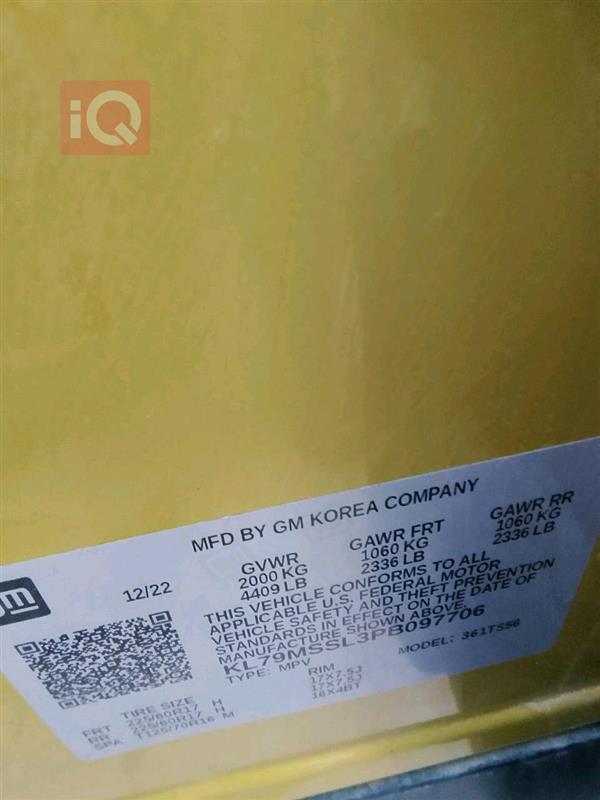 iQ
MFD BY GM KOREA COMPANY
gm
12/22
GVWR GAWR FRT GAWR RR
2000 KG 1060 KG 1060 KG
4409 LB 2336 LB 2336 LB
THIS VEHICLE CONFORMS TO ALL
APPLICABLE U.S. FEDERAL MOTOR
VEHICLE SAFETY AND THEFT PREVENTION
STANDARDS IN EFFECT ON THE DATE OF
MANUFACTURE SHOWN ABOVE.
KL79MSSL3PB097706
TYPE: MPV MODEL: 361TS56
TIRE SIZE RIM
FRT 225/60R17 H 17X7.5J
RR 225/60R17 H 17X7.5J
SPA T125/70R16 M 16X4BT